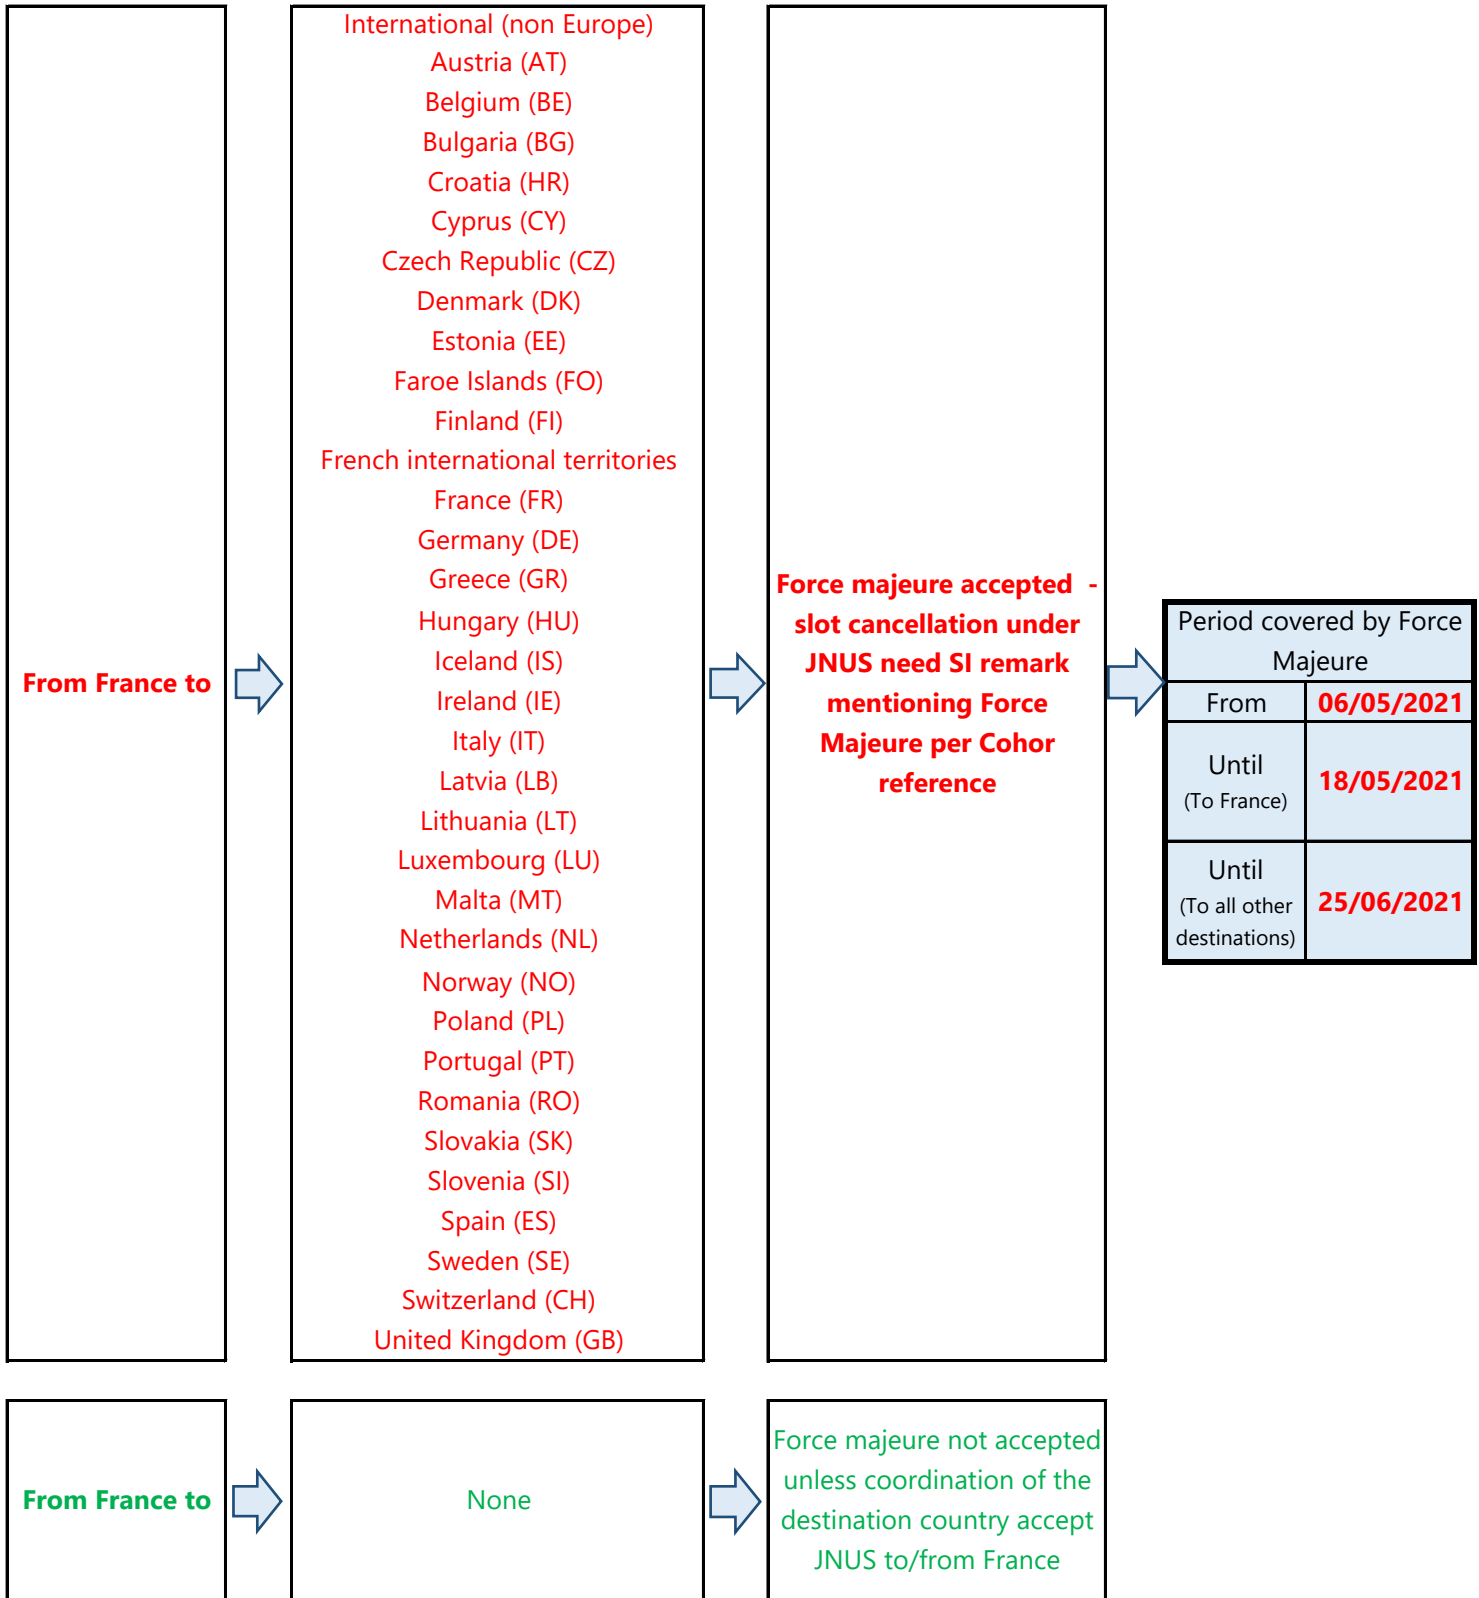 From France to
International (non Europe)
Austria (AT)
Belgium (BE)
Bulgaria (BG)
Croatia (HR)
Cyprus (CY)
Czech Republic (CZ)
Denmark (DK)
Estonia (EE)
Faroe Islands (FO)
Finland (FI)
French international territories
France (FR)
Germany (DE)
Greece (GR)
Hungary (HU)
Iceland (IS)
Ireland (IE)
Italy (IT)
Latvia (LB)
Lithuania (LT)
Luxembourg (LU)
Malta (MT)
Netherlands (NL)
Norway (NO)
Poland (PL)
Portugal (PT)
Romania (RO)
Slovakia (SK)
Slovenia (SI)
Spain (ES)
Sweden (SE)
Switzerland (CH)
United Kingdom (GB)
Force majeure accepted -
slot cancellation under
JNUS need SI remark
mentioning Force
Majeure per Cohor
reference
Period covered by Force
Majeure
From 06/05/2021
Until
(To France)
18/05/2021
Until
(To all other
destinations)
25/06/2021
From France to
None
Force majeure not accepted
unless coordination of the
destination country accept
JNUS to/from France